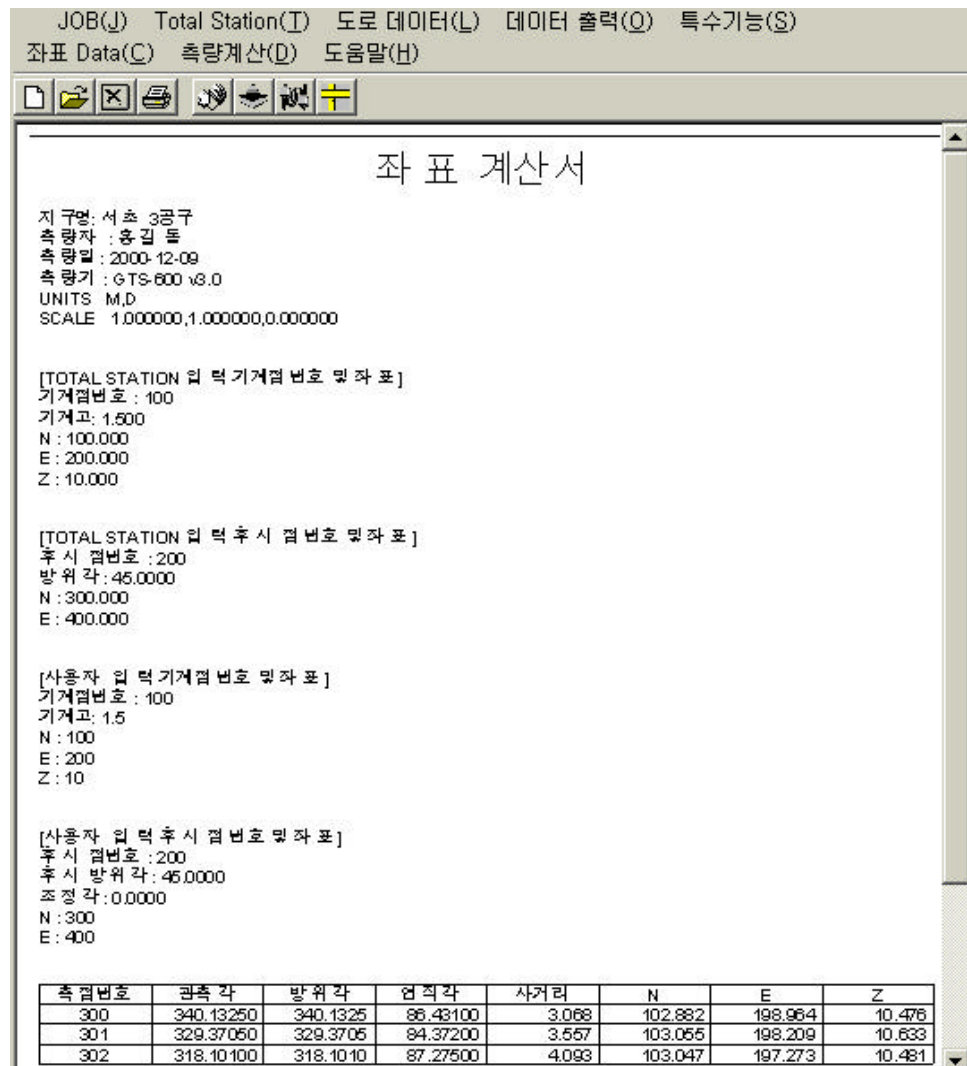 JOB(J) Total Station(T) 도로 데이터(L) 데이터 출력(O) 특수기능(S)
좌표 Data(C) 측량계산(D) 도움말(H)
좌 표 계산 서
지 구명: 서 초 3공구
측 량자 : 홍 길 돌
측 량일 : 2000-12-09
측 량기 : GTS-600 v3.0
UNITS M,D
SCALE 1.000000,1.000000,0.000000
[TOTAL STATION 입 력 기계점 번호 및 좌 표 ]
기계점번호 : 100
기계고: 1.500
N : 100.000
E : 200.000
Z : 10.000
[TOTAL STATION 입 력 후 시 점 번호 및 좌 표 ]
후 시 점번호 : 200
방 위 각 : 45.0000
N : 300.000
E : 400.000
[사용자 입 력 기계점 번호 및 좌 표 ]
기계점번호 : 100
기계고: 1.5
N : 100
E : 200
Z : 10
[사용자 입 력 후 시 점 번호 및 좌 표 ]
후 시 점번호 : 200
후 시 방 위 각 : 45.0000
조 정 각 : 0.0000
N : 300
E : 400
측 점번호 관측 각 방 위 각 연 직 각 사거 리 N E Z
300 340.13250 340.1325 86.43100 3.068 102.882 198.964 10.476
301 329.37050 329.3705 84.37200 3.557 103.055 198.209 10.633
302 318.10100 318.1010 87.27500 4.093 103.047 197.273 10.481